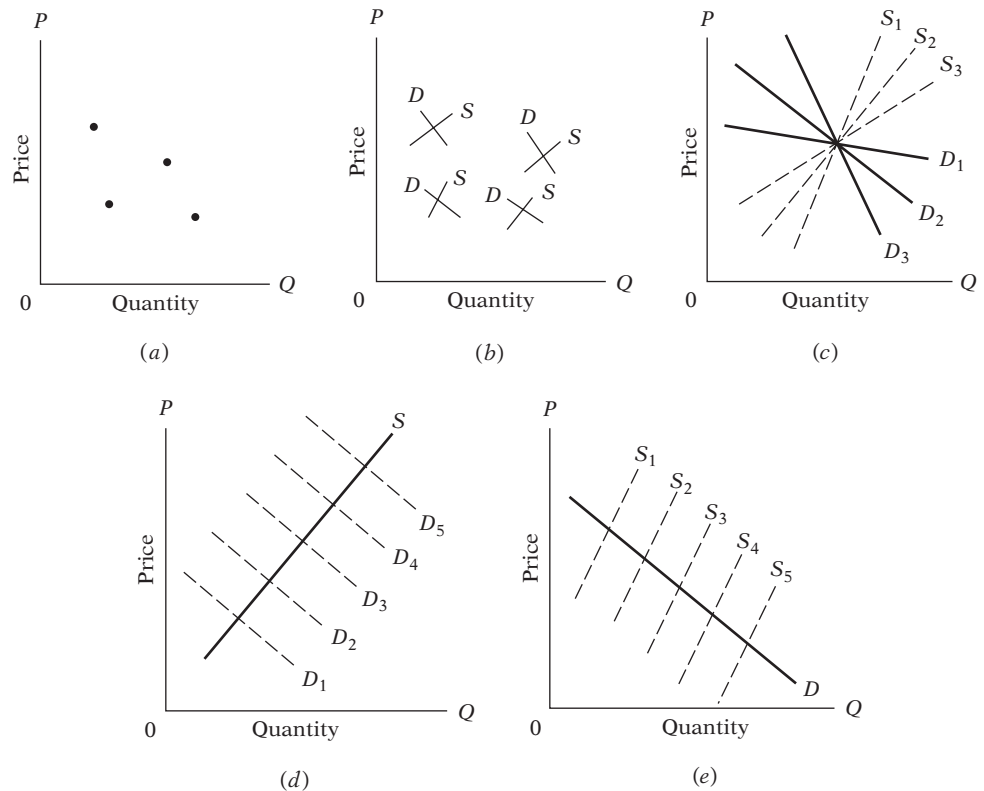 P
Price
0
Quantity
Q
(a)
P
Price
D
S
D
S
D
S
D
S
0
Quantity
Q
(b)
P
Price
S1
S2
S3
D1
D2
D3
0
Quantity
Q
(c)
P
Price
S
D5
D4
D3
D2
D1
0
Quantity
Q
(d)
P
Price
S1
S2
S3
S4
S5
D
0
Quantity
Q
(e)